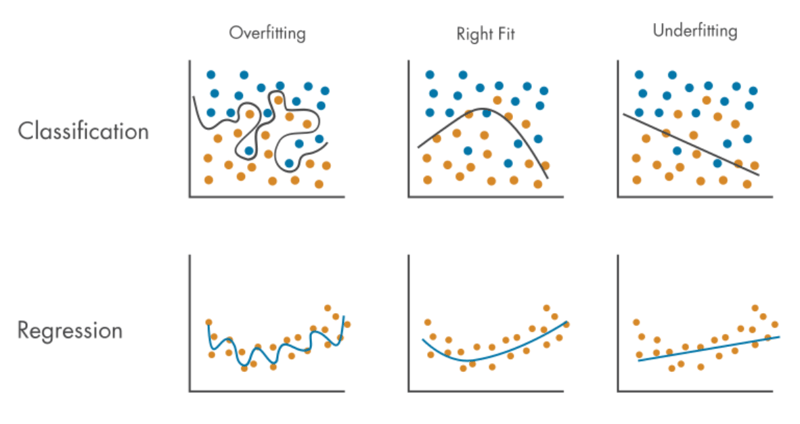 Overfitting
Right Fit
Underfitting
Classification
Regression